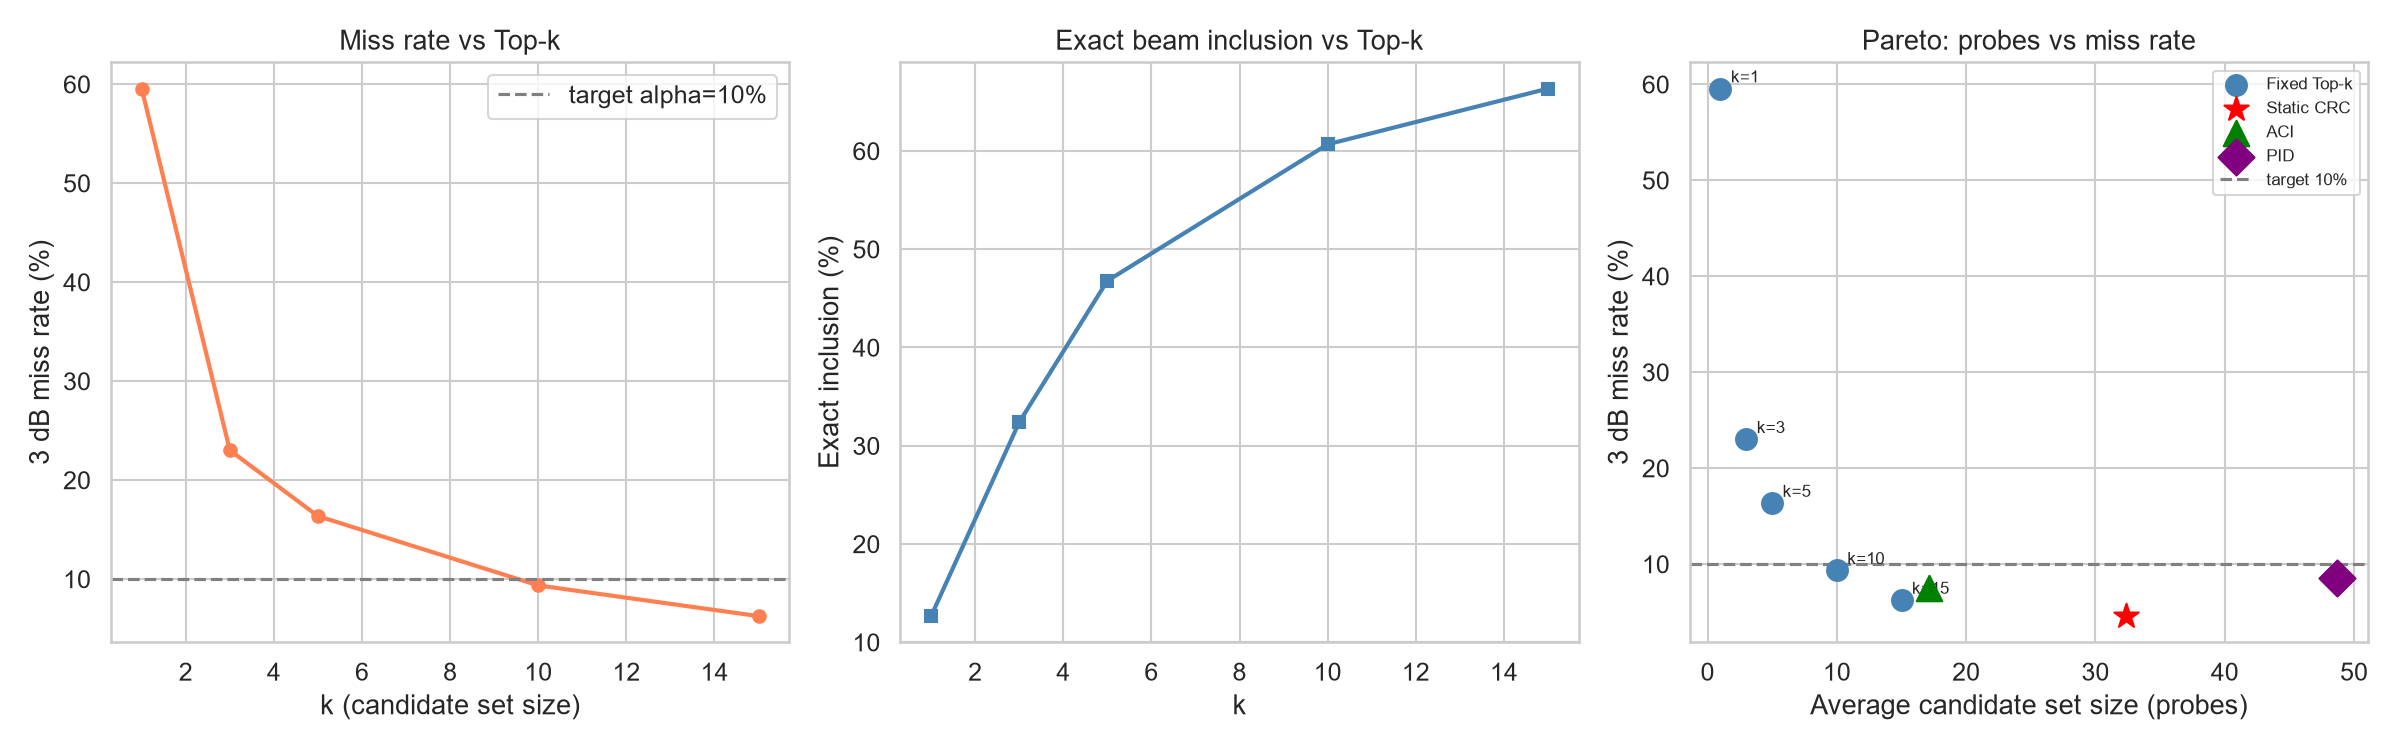 Miss rate vs Top-k
60
50
40
30
20
10
2
4
6
8
10
12
14
3 dB miss rate (%)
k (candidate set size)
target alpha=10%
Exact beam inclusion vs Top-k
60
50
40
30
20
10
2
4
6
8
10
12
14
Exact inclusion (%)
k
Pareto: probes vs miss rate
60
50
40
30
20
10
0
10
20
30
40
50
3 dB miss rate (%)
Average candidate set size (probes)
k=1
k=3
k=5
k=10
Fixed Top-k
Static CRC
ACI
PID
target 10%